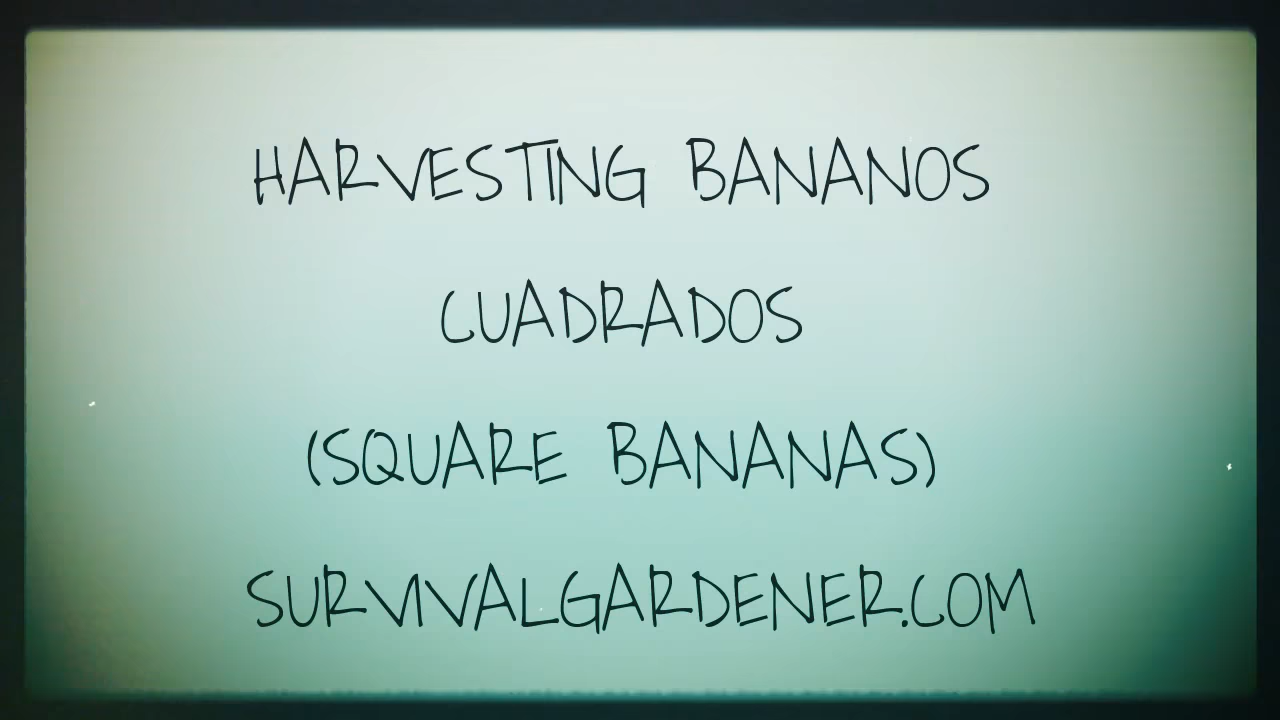 HARVESTING BANANOS
CUADRADOS
(SQUARE BANANAS)
SURVIVALGARDENER.COM